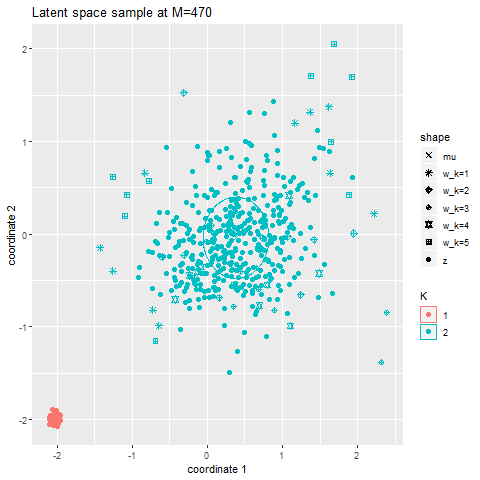 Latent space sample at M=470
2
1
0
-1
-2
coordinate 2
-2
-1
0
1
2
coordinate 1
shape
mu
w_k=1
w_k=2
w_k=3
w_k=4
w_k=5
z
K
1
2